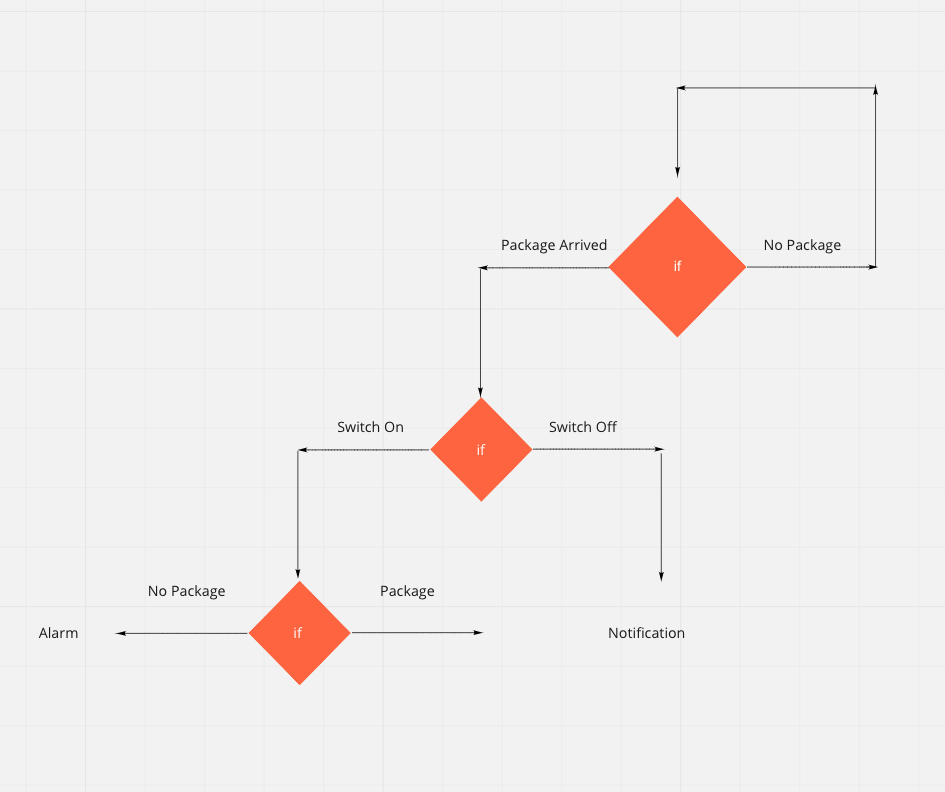 Package Arrived
if
No Package
Switch On
if
Switch Off
No Package
Package
Alarm
if
Notification